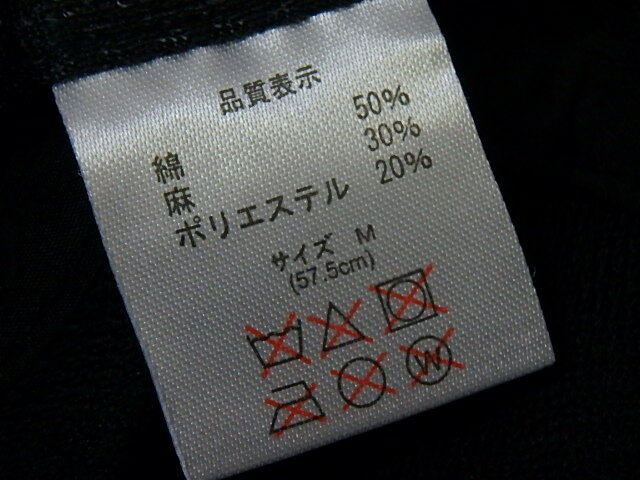 品質表示
綿 50%
麻 30%
ポリエステル 20%
サイズ M
(57.5cm)
W